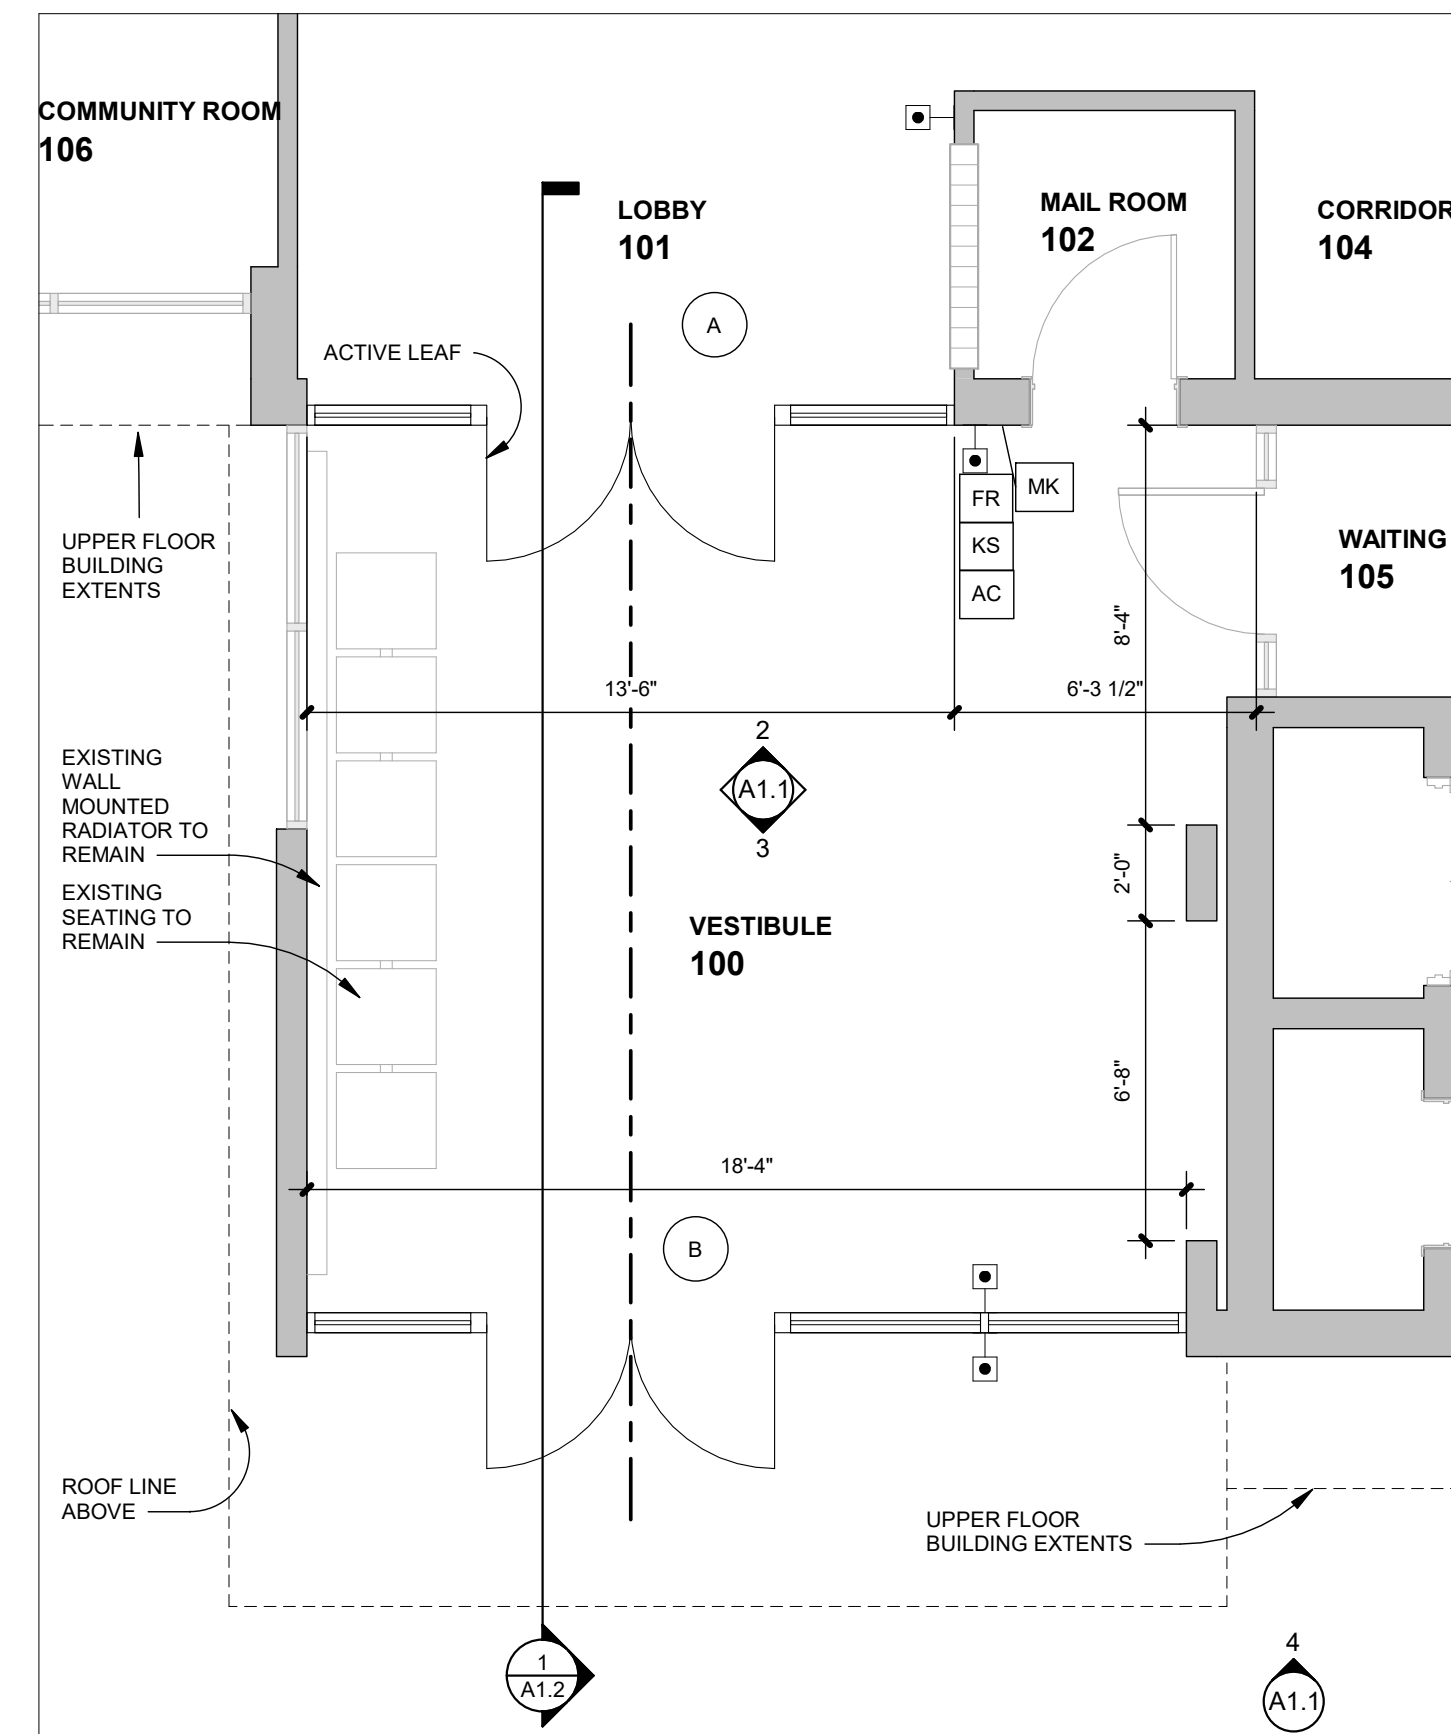 COMMUNITY ROOM
106
LOBBY
101
MAIL ROOM
102
CORRIDOR
104
A
ACTIVE LEAF
FR
MK
KS
AC
UPPER FLOOR
BUILDING
EXTENTS
WAITING
105
8'-4"
13'-6"
6'-3 1/2"
2
A1.1
3
EXISTING
WALL
MOUNTED
RADIATOR TO
REMAIN
EXISTING
SEATING TO
REMAIN
2'-0"
VESTIBULE
100
6'-8"
18'-4"
B
ROOF LINE
ABOVE
UPPER FLOOR
BUILDING EXTENTS
1
A1.2
4
A1.1